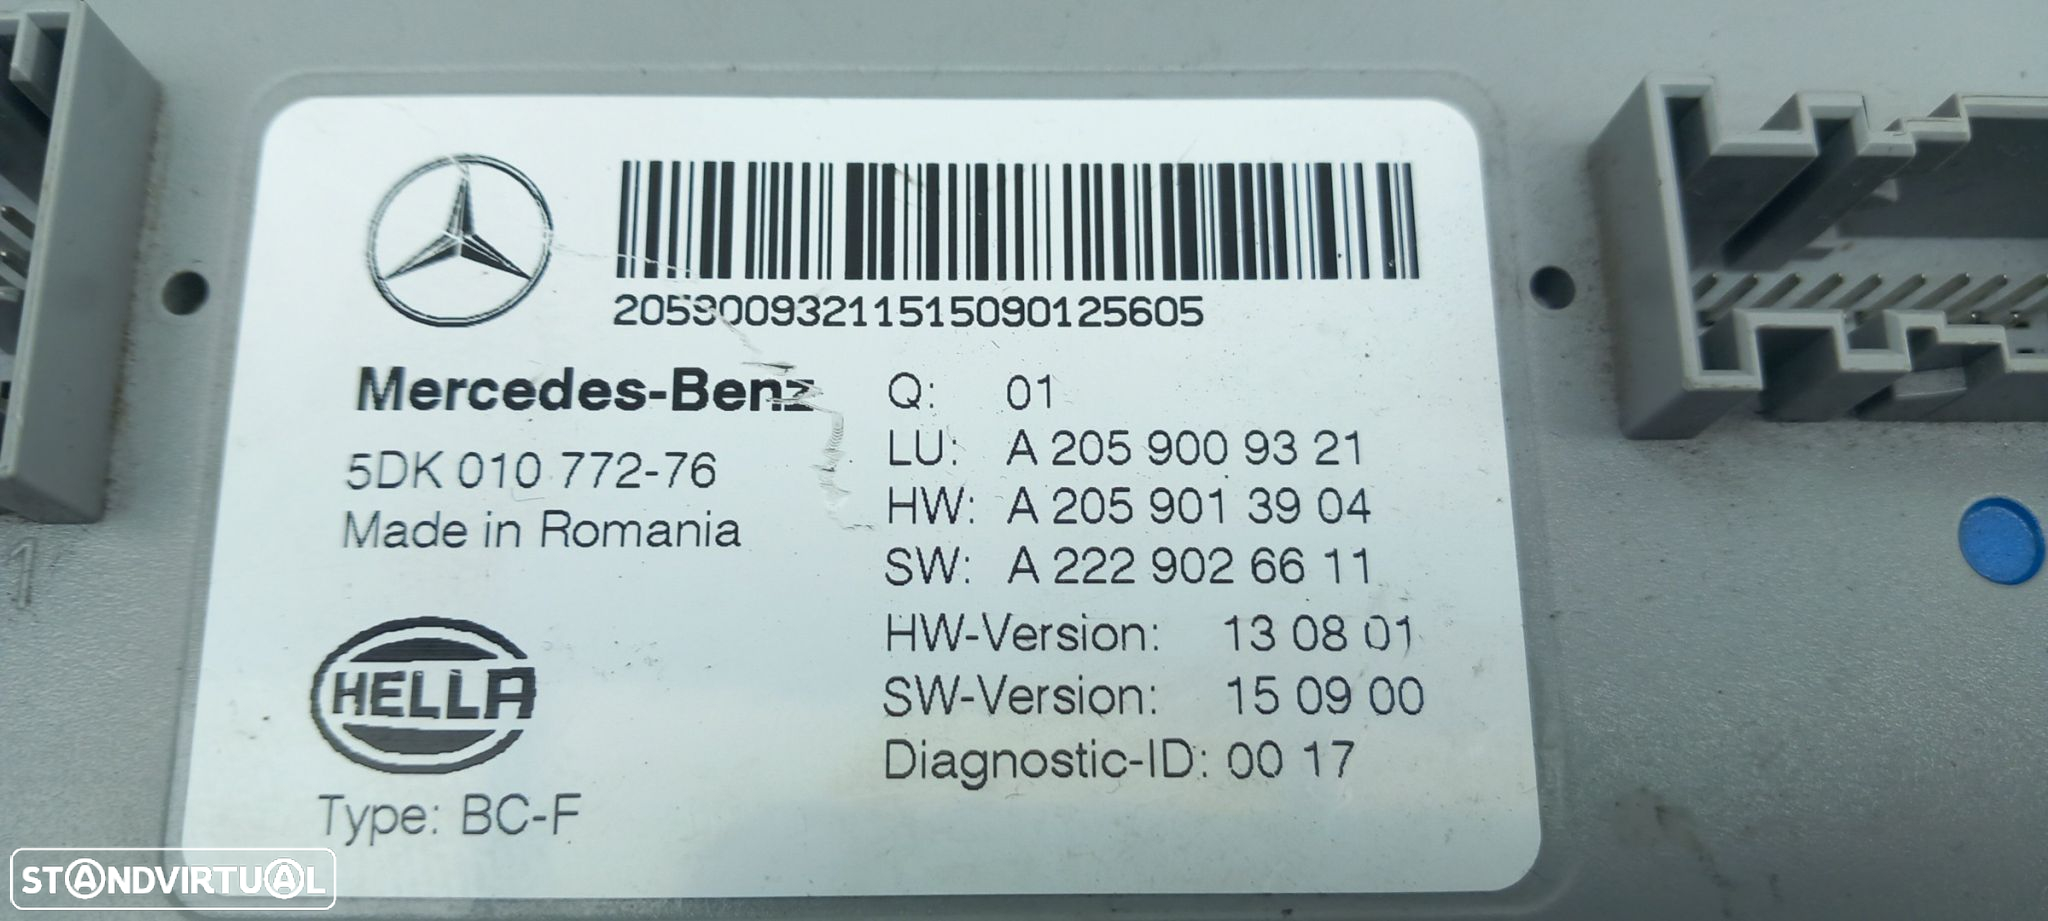 20590093211515090125605
Mercedes-Benz
5DK 010 772-76
Made in Romania
HELLA
Type: BC-F
Q: 01
LU: A 205 900 93 21
HW: A 205 901 39 04
SW: A 222 902 66 11
HW-Version: 13 08 01
SW-Version: 15 09 00
Diagnostic-ID: 00 17
1
STANDVIRTUAL